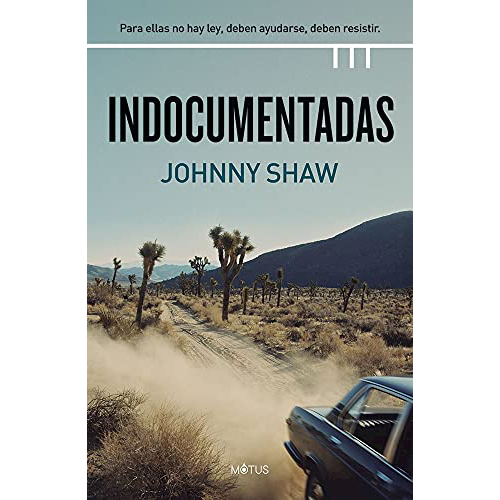 Para ellas no hay ley, deben ayudarse, deben resistir.
INDOCUMENTADAS
JOHNNY SHAW
MOTUS